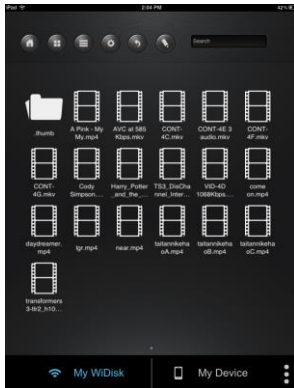 iPad
2:04 PM
42%
Search
.thumb
A Pink - My
My.mp4
AVC at 585
Kbps.mkv
CONT-
4C.mkv
CONT-4E 3
audio.mkv
CONT-
4F.mkv
CONT-
4G.mkv
Cody
Simpson....
Harry_Potter
_and_the_...
TS3_DisCha
nnel_Inter...
VID-4D
1068Kbps....
come
on.mp4
daydreamer.
mp4
lgr.mp4
near.mp4
taitannikeha
oA.mp4
taitannikeha
oB.mp4
taitannikeha
oC.mp4
transformers
3-tlr2_h10...
My WiDisk
My Device